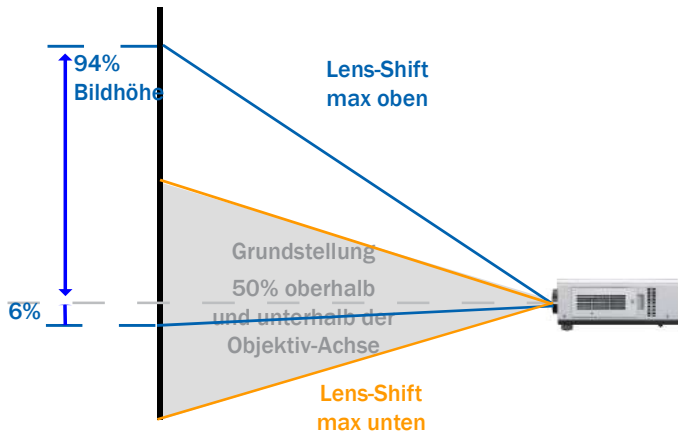 94%
Bildhöhe
Lens-Shift
max oben
Grundstellung
50% oberhalb
und unterhalb der
Objektiv-Achse
6%
Lens-Shift
max unten